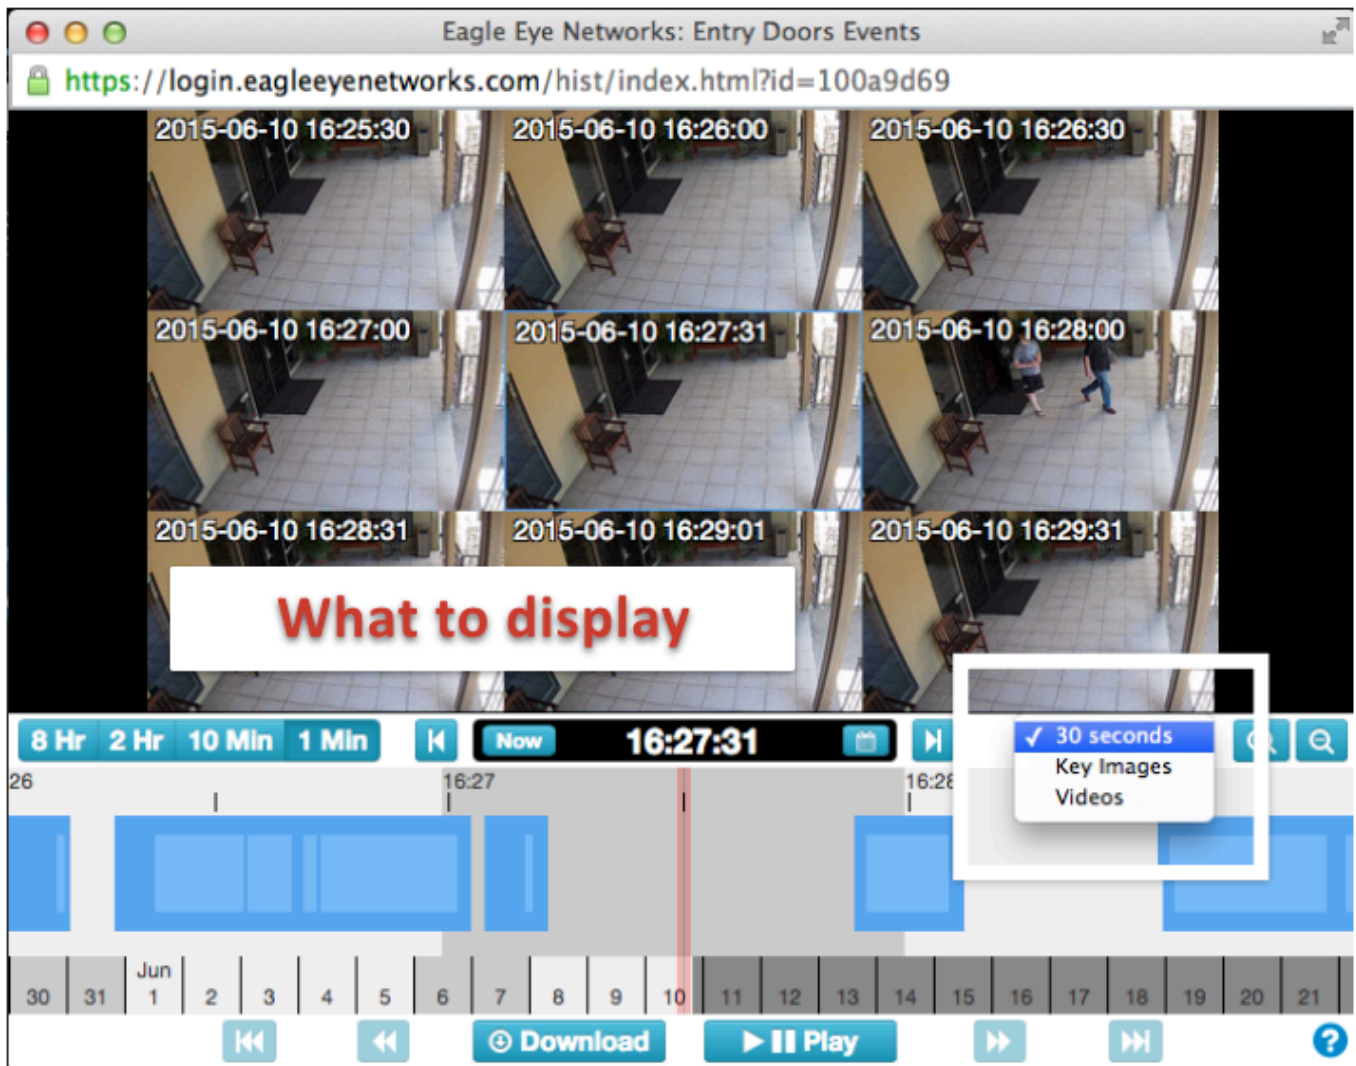 Eagle Eye Networks: Entry Doors Events
https://login.eagleeyenetworks.com/hist/index.html?id=100a9d69
2015-06-10 16:25:30 2015-06-10 16:26:00 2015-06-10 16:26:30
2015-06-10 16:27:00 2015-06-10 16:27:31 2015-06-10 16:28:00
2015-06-10 16:28:31 2015-06-10 16:29:01 2015-06-10 16:29:31
What to display
8 Hr 2 Hr 10 Min 1 Min Now 16:27:31 ✓ 30 seconds
Key Images
Videos
26 16:27 16:28
Jun
30 31 1 2 3 4 5 6 7 8 9 10 11 12 13 14 15 16 17 18 19 20 21
Download Play ?